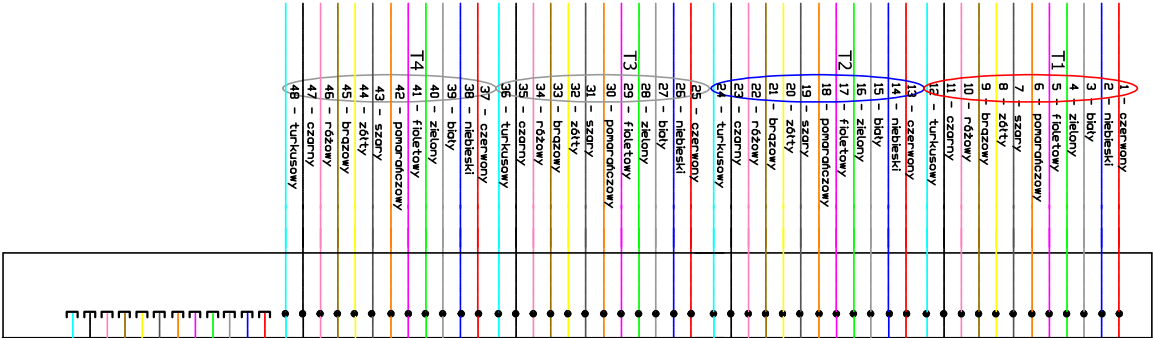 T4
T3
T2
T1
48 - turkusowy
47 - czarny
46 - różowy
45 - brązowy
44 - żółty
43 - szary
42 - pomarańczowy
41 - fioletowy
40 - zielony
39 - biały
38 - niebieski
37 - czerwony
36 - turkusowy
35 - czarny
34 - różowy
33 - brązowy
32 - żółty
31 - szary
30 - pomarańczowy
29 - fioletowy
28 - zielony
27 - biały
26 - niebieski
25 - czerwony
24 - turkusowy
23 - czarny
22 - różowy
21 - brązowy
20 - żółty
19 - szary
18 - pomarańczowy
17 - fioletowy
16 - zielony
15 - biały
14 - niebieski
13 - czerwony
12 - turkusowy
11 - czarny
10 - różowy
9 - brązowy
8 - żółty
7 - szary
6 - pomarańczowy
5 - fioletowy
4 - zielony
3 - biały
2 - niebieski
1 - czerwony